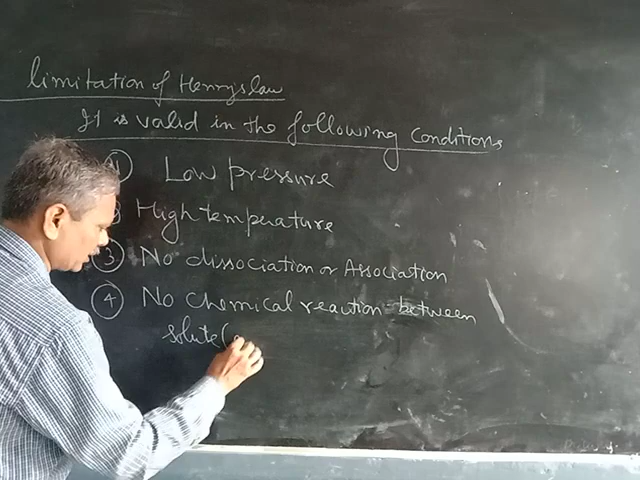 limitation of Henryslaw
It is valid in the following Conditions
① Low pressure
High temperature
③ No dissociation or Association
④ No Chemical reaction between
solute(